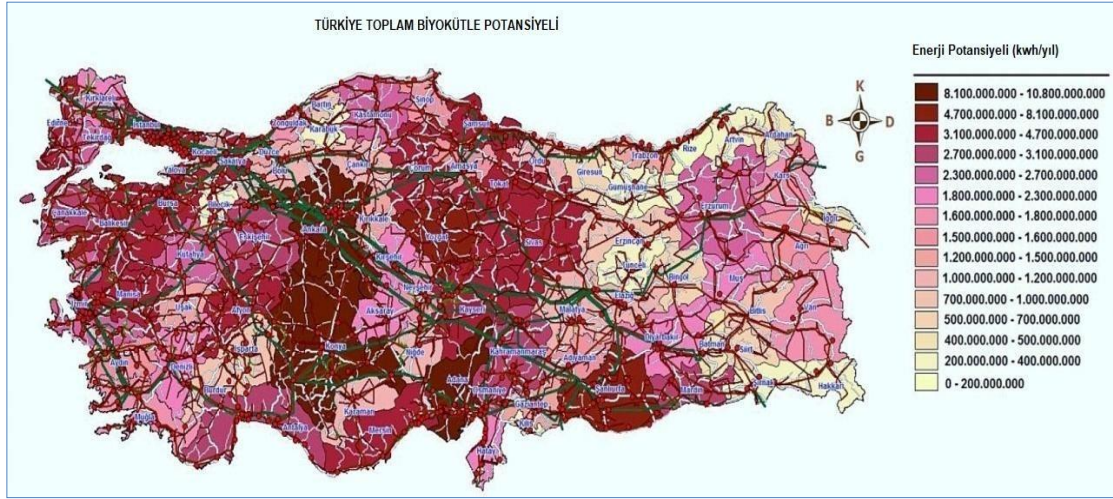 TÜRKİYE TOPLAM BİYOKÜTLE POTANSİYELİ
Enerji Potansiyeli (kwh/yıl)
8.100.000.000 - 10.800.000.000
4.700.000.000 - 8.100.000.000
3.100.000.000 - 4.700.000.000
2.700.000.000 - 3.100.000.000
2.300.000.000 - 2.700.000.000
1.800.000.000 - 2.300.000.000
1.600.000.000 - 1.800.000.000
1.500.000.000 - 1.600.000.000
1.200.000.000 - 1.500.000.000
1.000.000.000 - 1.200.000.000
700.000.000 - 1.000.000.000
500.000.000 - 700.000.000
400.000.000 - 500.000.000
200.000.000 - 400.000.000
0 - 200.000.000
K
B
D
G
Kırklareli
Edirne
Tekirdağ
İstanbul
Kocaeli
Yalova
Sakarya
Düzce
Bolu
Zonguldak
Bartın
Karabük
Kastamonu
Sinop
Samsun
Çankırı
Çorum
Amasya
Tokat
Ordu
Giresun
Trabzon
Gümüşhane
Rize
Artvin
Ardahan
Kars
Iğdır
Ağrı
Erzurum
Erzincan
Tunceli
Bingöl
Muş
Bitlis
Van
Hakkari
Şırnak
Siirt
Batman
Mardin
Diyarbakır
Elazığ
Malatya
Adıyaman
Şanlıurfa
Gaziantep
Kilis
Hatay
Osmaniye
Kahramanmaraş
Adana
Mersin
Karaman
Niğde
Kayseri
Sivas
Yozgat
Nevşehir
Kırşehir
Kırıkkale
Ankara
Aksaray
Konya
Antalya
Isparta
Burdur
Afyon
Eskişehir
Bilecik
Kütahya
Bursa
Balıkesir
Çanakkale
Manisa
İzmir
Uşak
Denizli
Aydın
Muğla